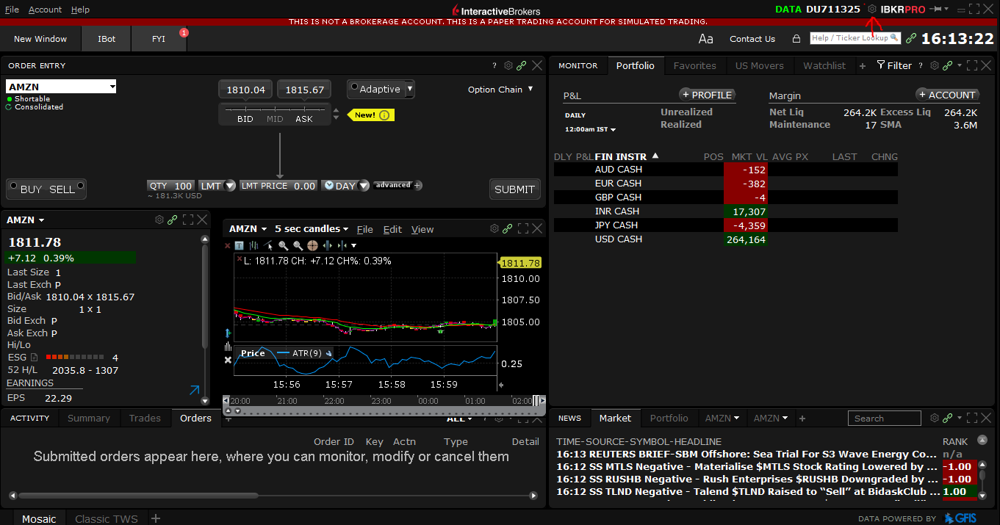 File Account Help
InteractiveBrokers
DATA DU711325 IBKRPRO
THIS IS NOT A BROKERAGE ACCOUNT. THIS IS A PAPER TRADING ACCOUNT FOR SIMULATED TRADING.
New Window IBot FYI 1
Aa Contact Us Help / Ticker Lookup 16:13:22
ORDER ENTRY ?
AMZN
Shortable
Consolidated
1810.04 1815.67 Adaptive
Option Chain
BID MID ASK New!
BUY SELL QTY 100 LMT LMT PRICE 0.00 DAY advanced + SUBMIT
~ 181.3K USD
MONITOR Portfolio Favorites US Movers Watchlist + Filter ?
P&L + PROFILE Margin + ACCOUNT
DAILY Unrealized Net Liq 264.2K Excess Liq 264.2K
12:00am IST Realized Maintenance 17 SMA 3.6M
DLY P&L FIN INSTR POS MKT VL AVG PX LAST CHNG
AUD CASH -152
EUR CASH -382
GBP CASH -4
INR CASH 17,307
JPY CASH -4,359
USD CASH 264,164
AMZN
1811.78
+7.12 0.39%
Last Size 1
Last Exch P
Bid/Ask 1810.04 x 1815.67
Size 1 x 1
Bid Exch P
Ask Exch P
Hi/Lo
ESG 4
52 H/L 2035.8 - 1307
EARNINGS
EPS 22.29
AMZN 5 sec candles File Edit View
L: 1811.78 CH: +7.12 CH%: 0.39%
1811.78
1810.00
1807.50
1805.00
Price ATR(9)
0.25
15:56 15:57 15:58 15:59
20:00 21:00 22:00 23:00 00:00 01:00 02:00
ACTIVITY Summary Trades Orders + ALL
Order ID Key Actn Type Detail
Submitted orders appear here, where you can monitor, modify or cancel them
NEWS Market Portfolio AMZN AMZN + Search
TIME-SOURCE-SYMBOL-HEADLINE RANK
16:13 REUTERS BRIEF-SBM Offshore: Sea Trial For S3 Wave Energy Co... n/a
16:12 SS MTLS Negative - Materialise $MTLS Stock Rating Lowered by ... -1.00
16:12 SS RUSHB Negative - Rush Enterprises $RUSHB Downgraded by ... -1.00
16:12 SS TLND Negative - Talend $TLND Raised to “Sell” at BidaskClub ... 1.00
Mosaic Classic TWS +
DATA POWERED BY GFIS